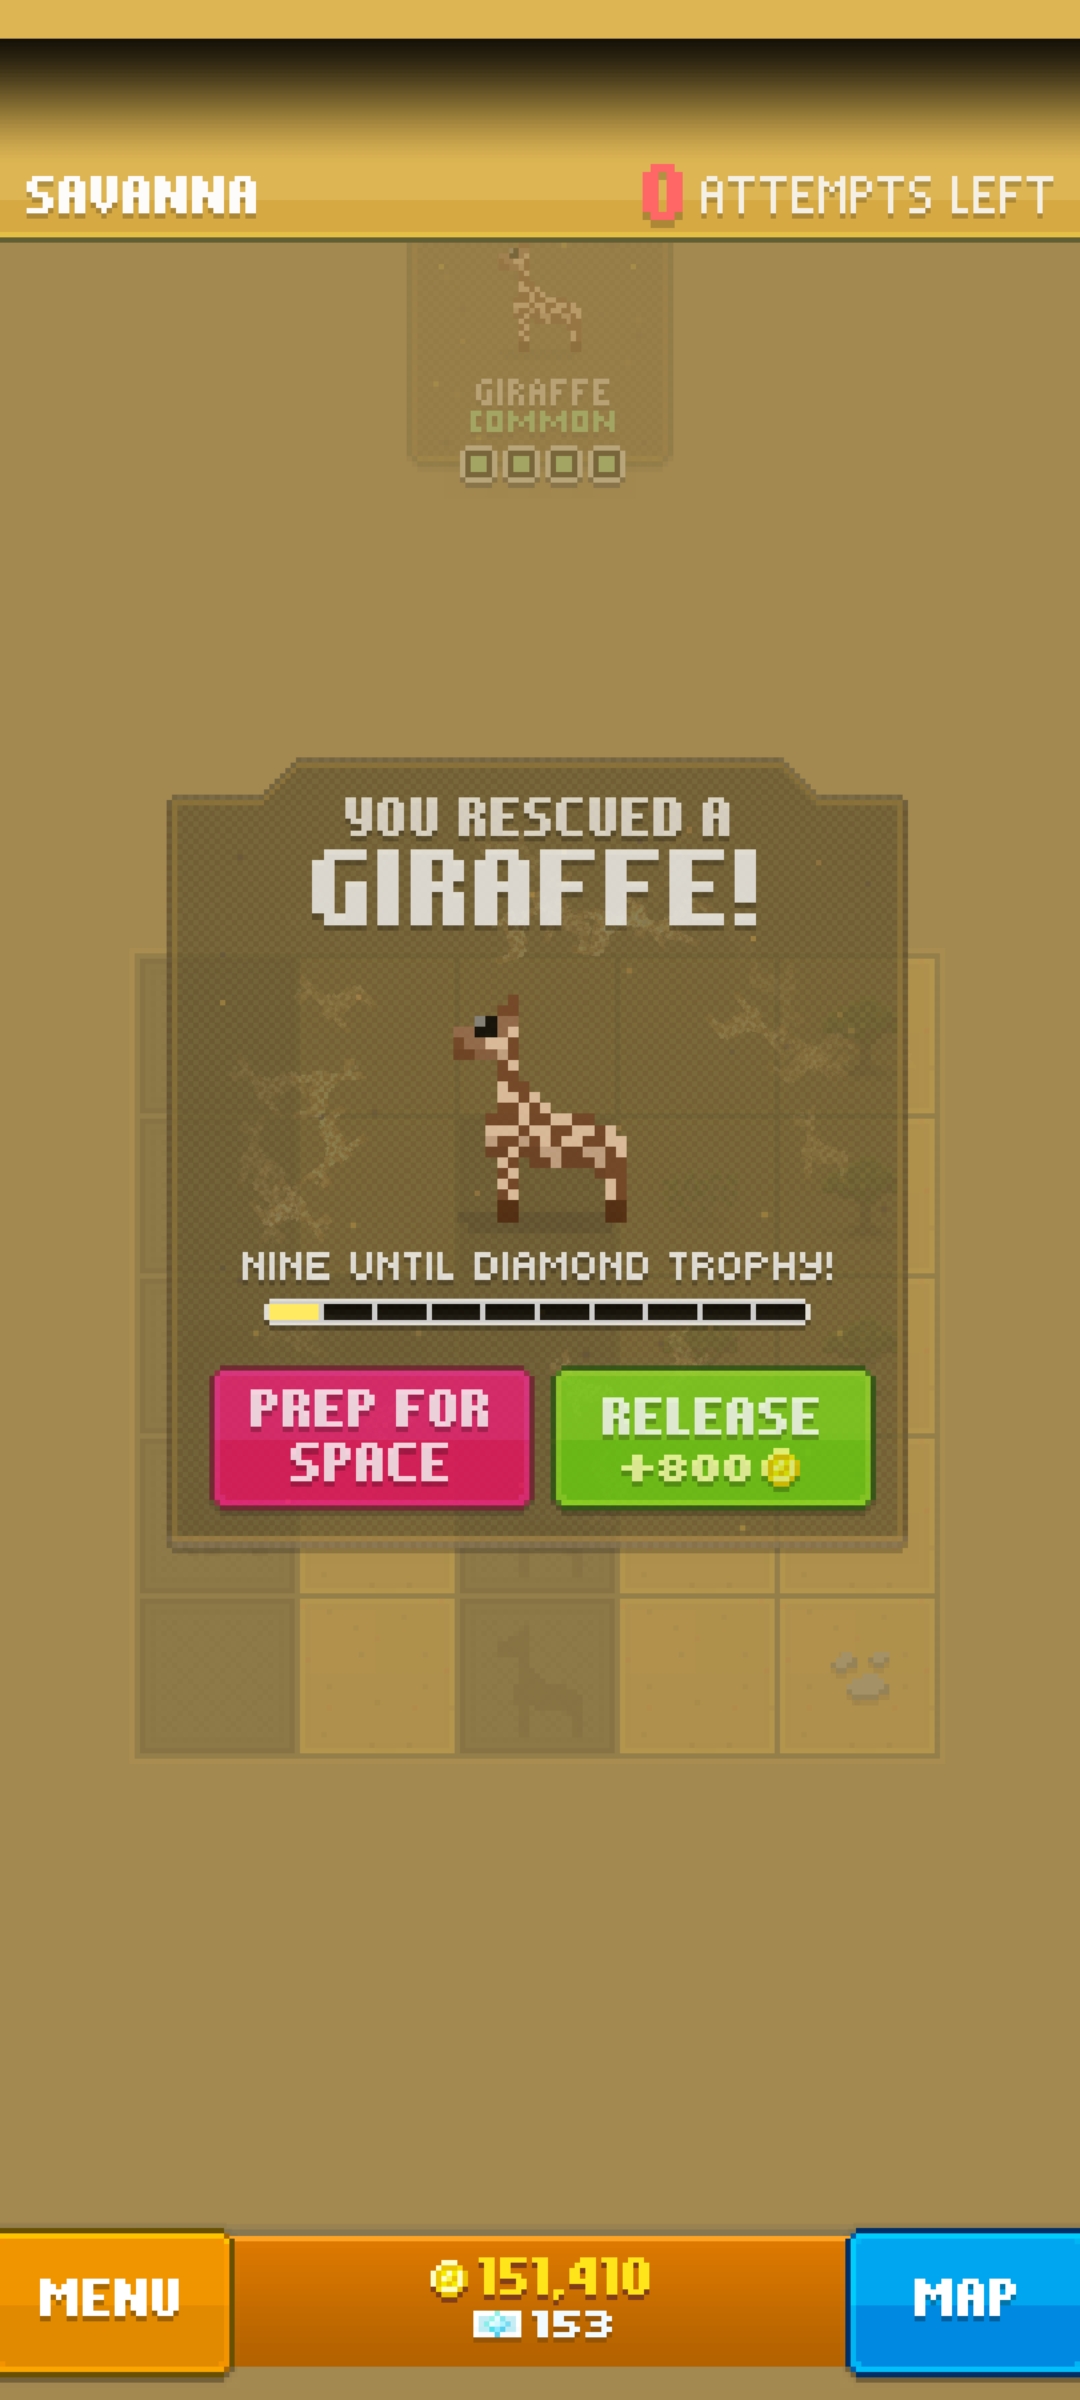 SAVANNA
0 ATTEMPTS LEFT
GIRAFFE
COMMON
YOU RESCUED A
GIRAFFE!
NINE UNTIL DIAMOND TROPHY!
PREP FOR
SPACE
RELEASE
+800
MENU
151,410
153
MAP